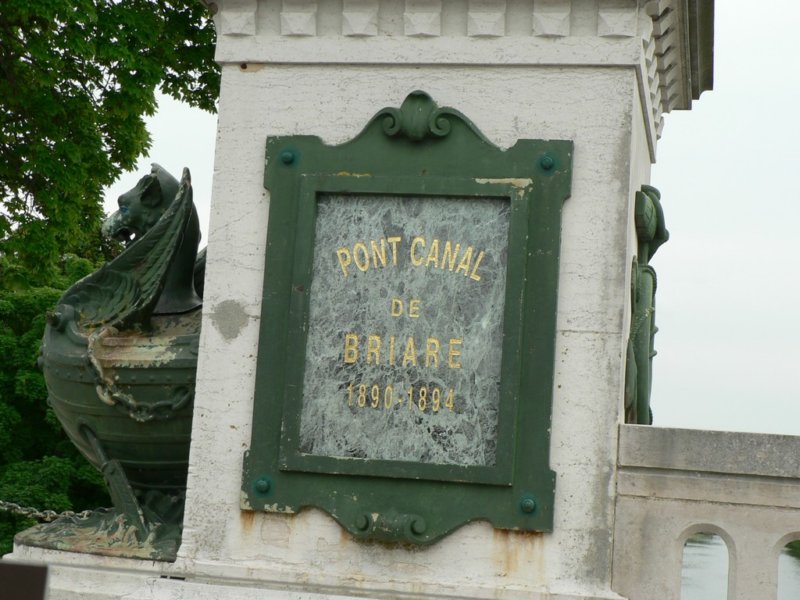 PONT CANAL
DE
BRIARE
1890-1894